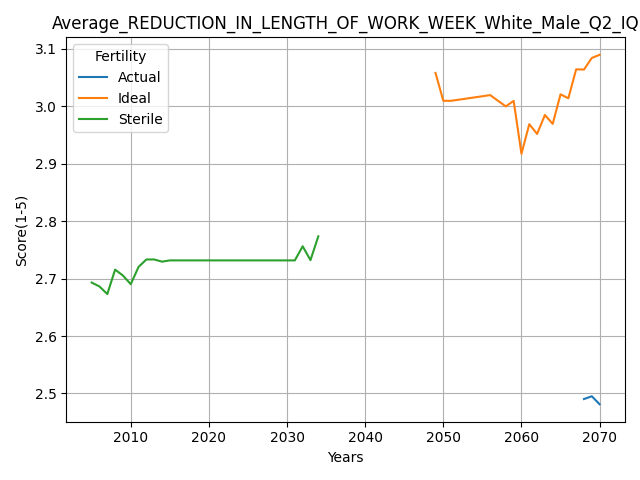 Average_REDUCTION_IN_LENGTH_OF_WORK_WEEK_White_Male_Q2_IQ
Fertility
Actual
Ideal
Sterile
Score(1-5)
3.1
3.0
2.9
2.8
2.7
2.6
2.5
2010 2020 2030 2040 2050 2060 2070
Years